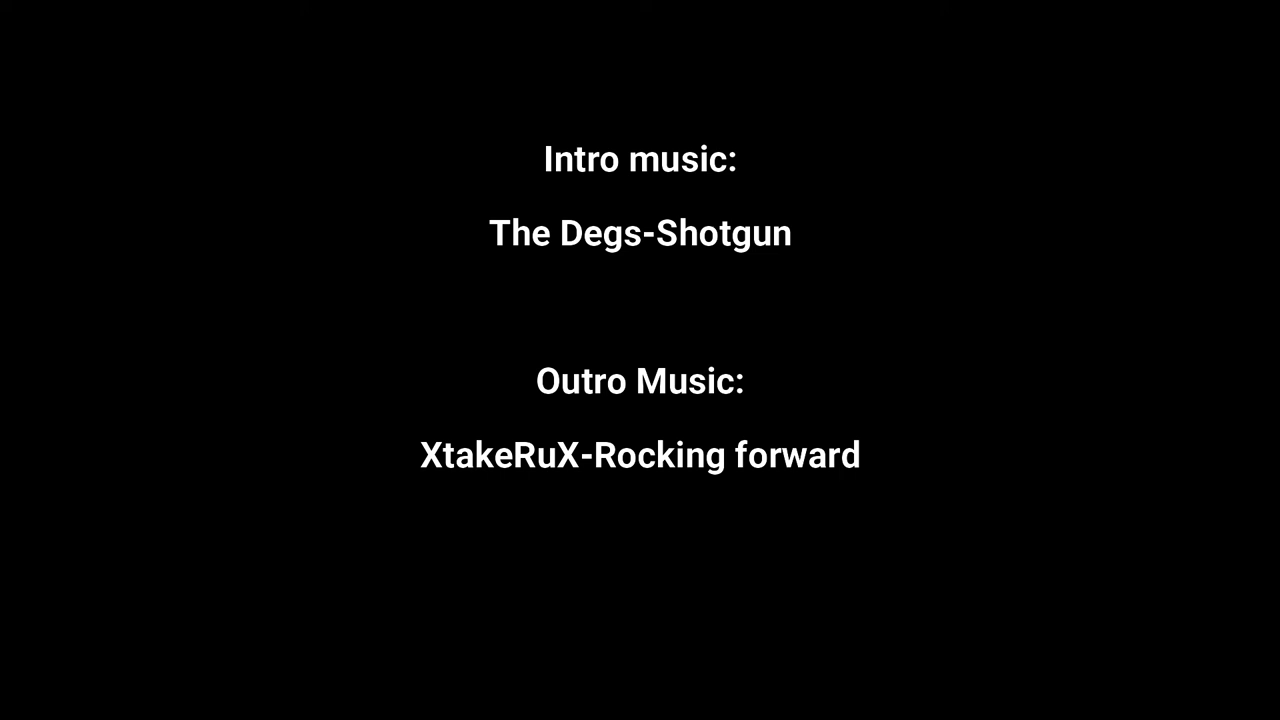 Intro music:
The Degs-Shotgun
Outro Music:
XtakeRuX-Rocking forward